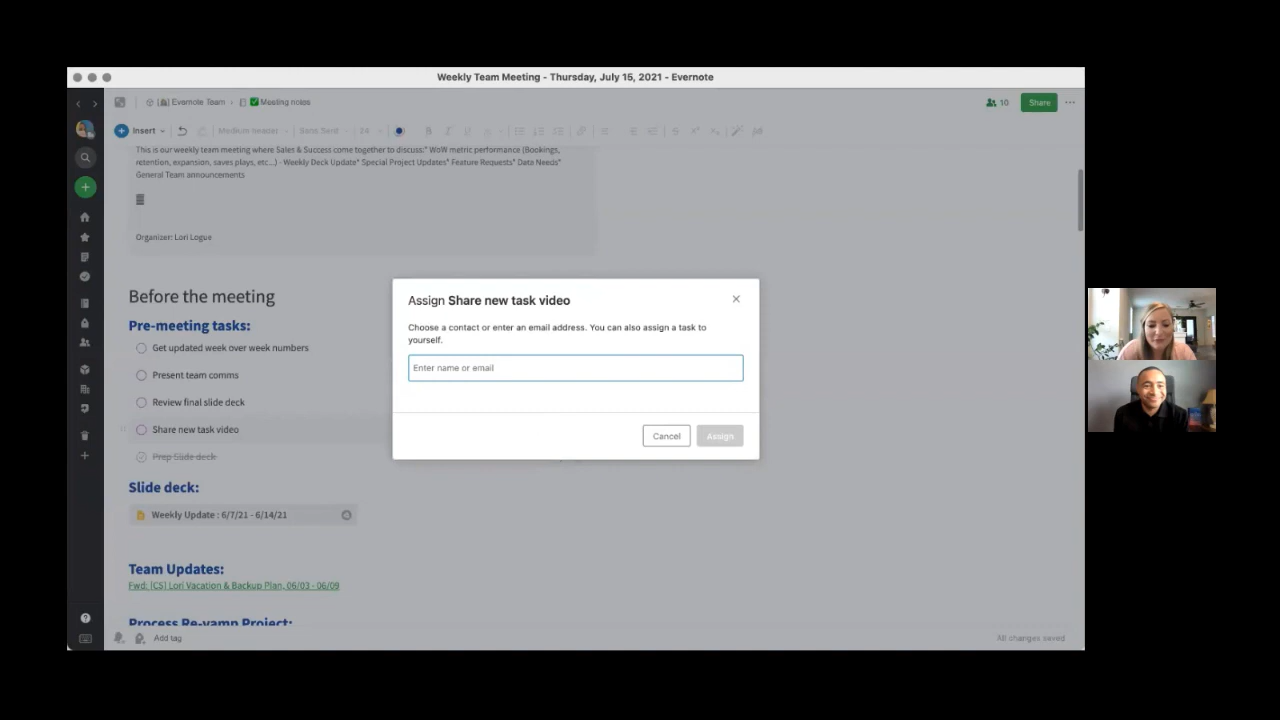 Weekly Team Meeting - Thursday, July 15, 2021 - Evernote
Evernote Team › Meeting notes
10
Share
Insert
Medium header
Sans Serif
24
This is our weekly team meeting where Sales & Success come together to discuss:* WoW metric performance (Bookings,
retention, expansion, saves plays, etc...) - Weekly Deck Update* Special Project Updates* Feature Requests* Data Needs*
General Team announcements
Organizer: Lori Logue
Before the meeting
Pre-meeting tasks:
Get updated week over week numbers
Present team comms
Review final slide deck
Share new task video
Prep Slide deck
Assign Share new task video
Choose a contact or enter an email address. You can also assign a task to
yourself.
Enter name or email
Cancel
Assign
Slide deck:
Weekly Update : 6/7/21 - 6/14/21
Team Updates:
Fwd: [CS] Lori Vacation & Backup Plan, 06/03 - 06/09
Process Re-vamp Project:
Add tag
All changes saved